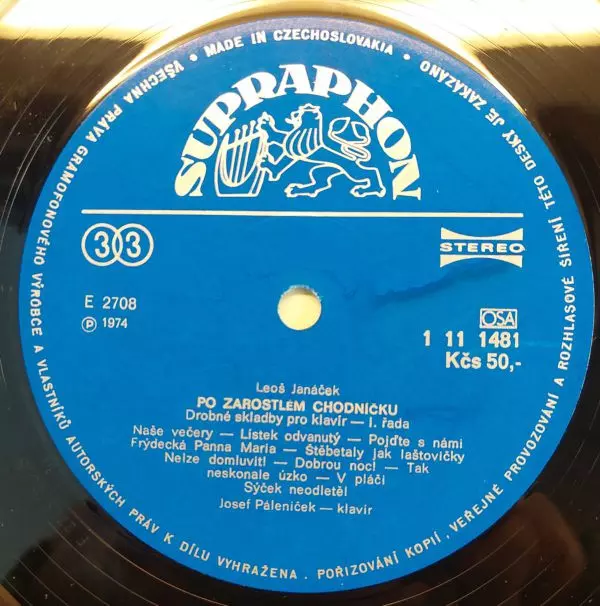 VŠECHNA PRÁVA GRAMOFONOVÉHO VÝROBCE A VLASTNÍKŮ AUTORSKÝCH PRÁV K DÍLU VYHRAŽENA. POŘIZOVÁNÍ KOPIÍ, VEŘEJNÉ PROVOZOVÁNÍ A ROZHLASOVÉ ŠÍŘENÍ TÉTO DESKY JE ZAKÁZÁNO • MADE IN CZECHOSLOVAKIA •
SUPRAPHON
33
STEREO
E 2708
Ⓟ 1974
OSA
1 11 1481
Kčs 50,-
Leoš Janáček
PO ZAROSTLÉM CHODNÍČKU
Drobné skladby pro klavír — I. řada
Naše večery — Lístek odvanutý — Pojďte s námi
Frýdecká Panna Maria — Štěbetaly jak laštovičky
Nelze domluvit! — Dobrou noc! — Tak
neskonale úzko — V pláči
Sýček neodletěl
Josef Páleníček — klavír